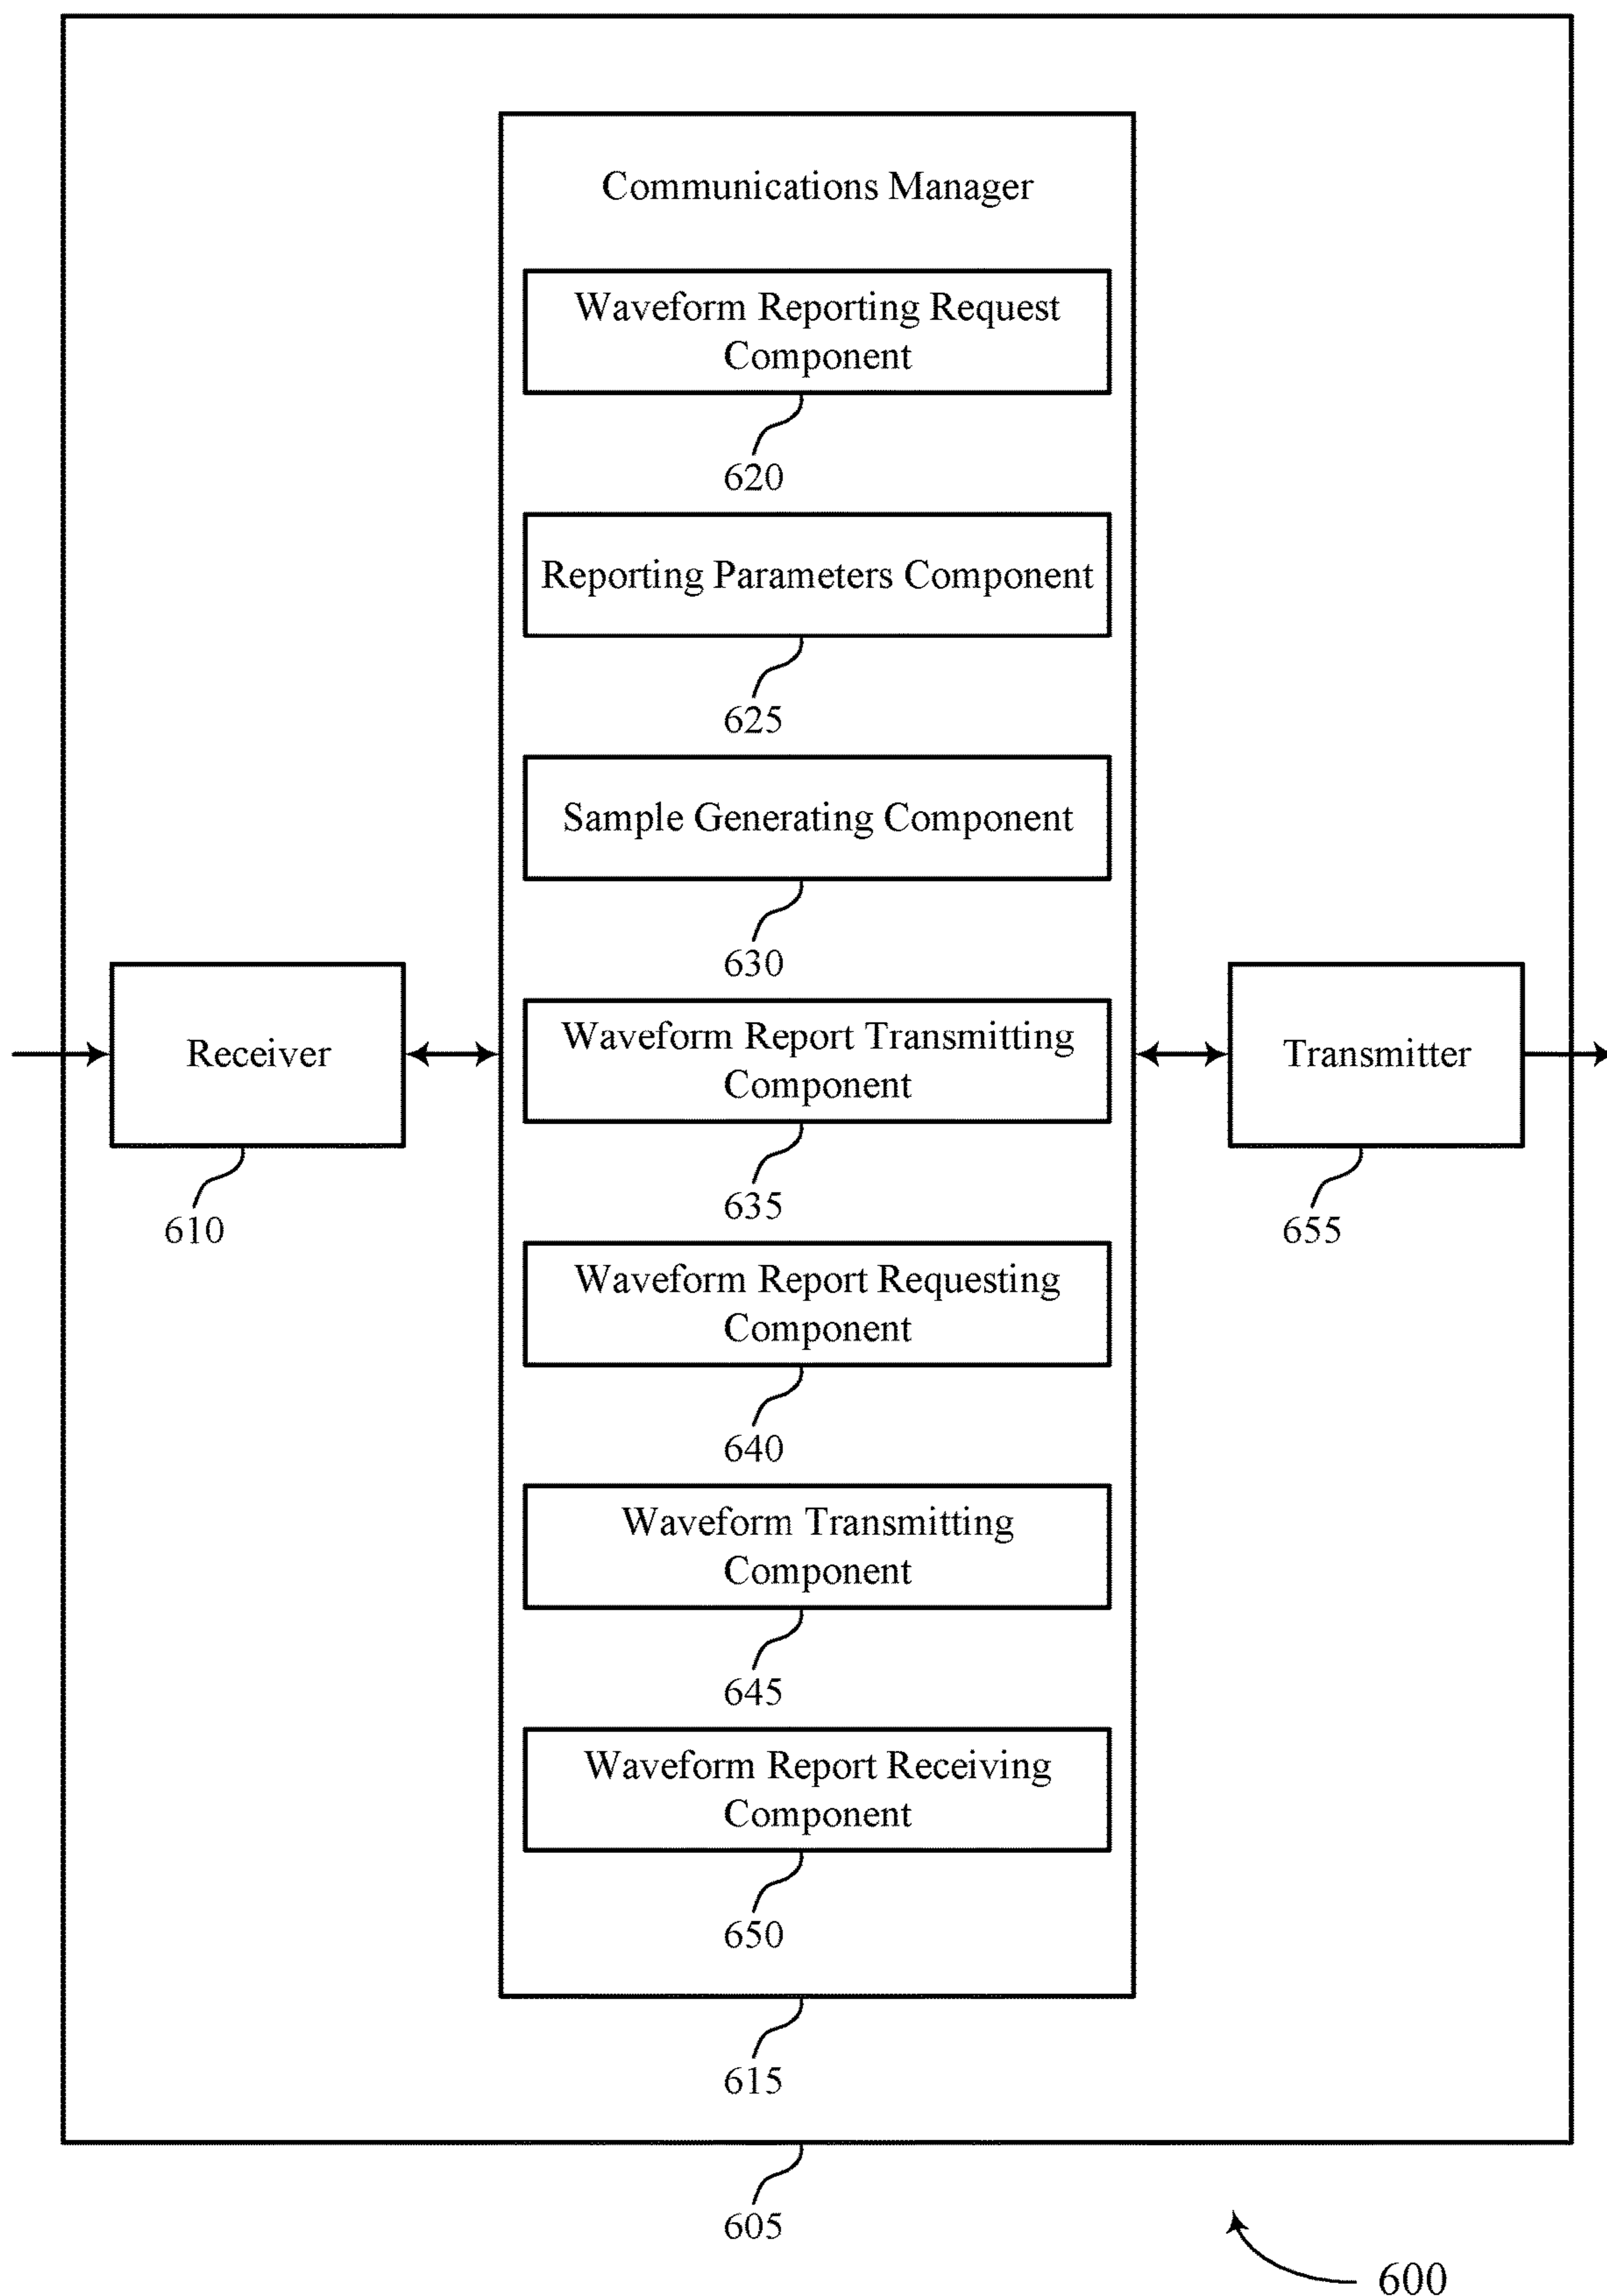 Communications Manager
Waveform Reporting Request
Component
620
Reporting Parameters Component
625
Sample Generating Component
630
Receiver
610
Waveform Report Transmitting
Component
635
Transmitter
655
Waveform Report Requesting
Component
640
Waveform Transmitting
Component
645
Waveform Report Receiving
Component
650
615
605
600